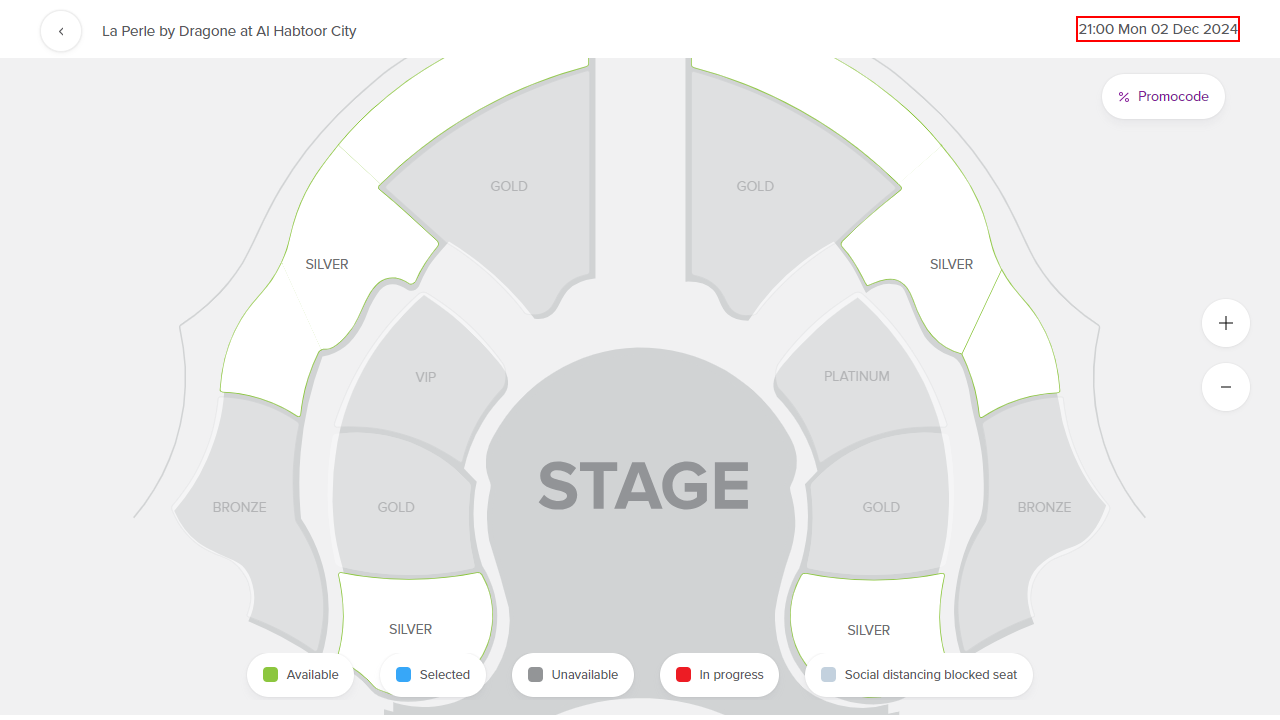 La Perle by Dragone at Al Habtoor City
21:00 Mon 02 Dec 2024
% Promocode
GOLD
GOLD
SILVER
SILVER
VIP
PLATINUM
STAGE
BRONZE
GOLD
GOLD
BRONZE
SILVER
SILVER
Available
Selected
Unavailable
In progress
Social distancing blocked seat